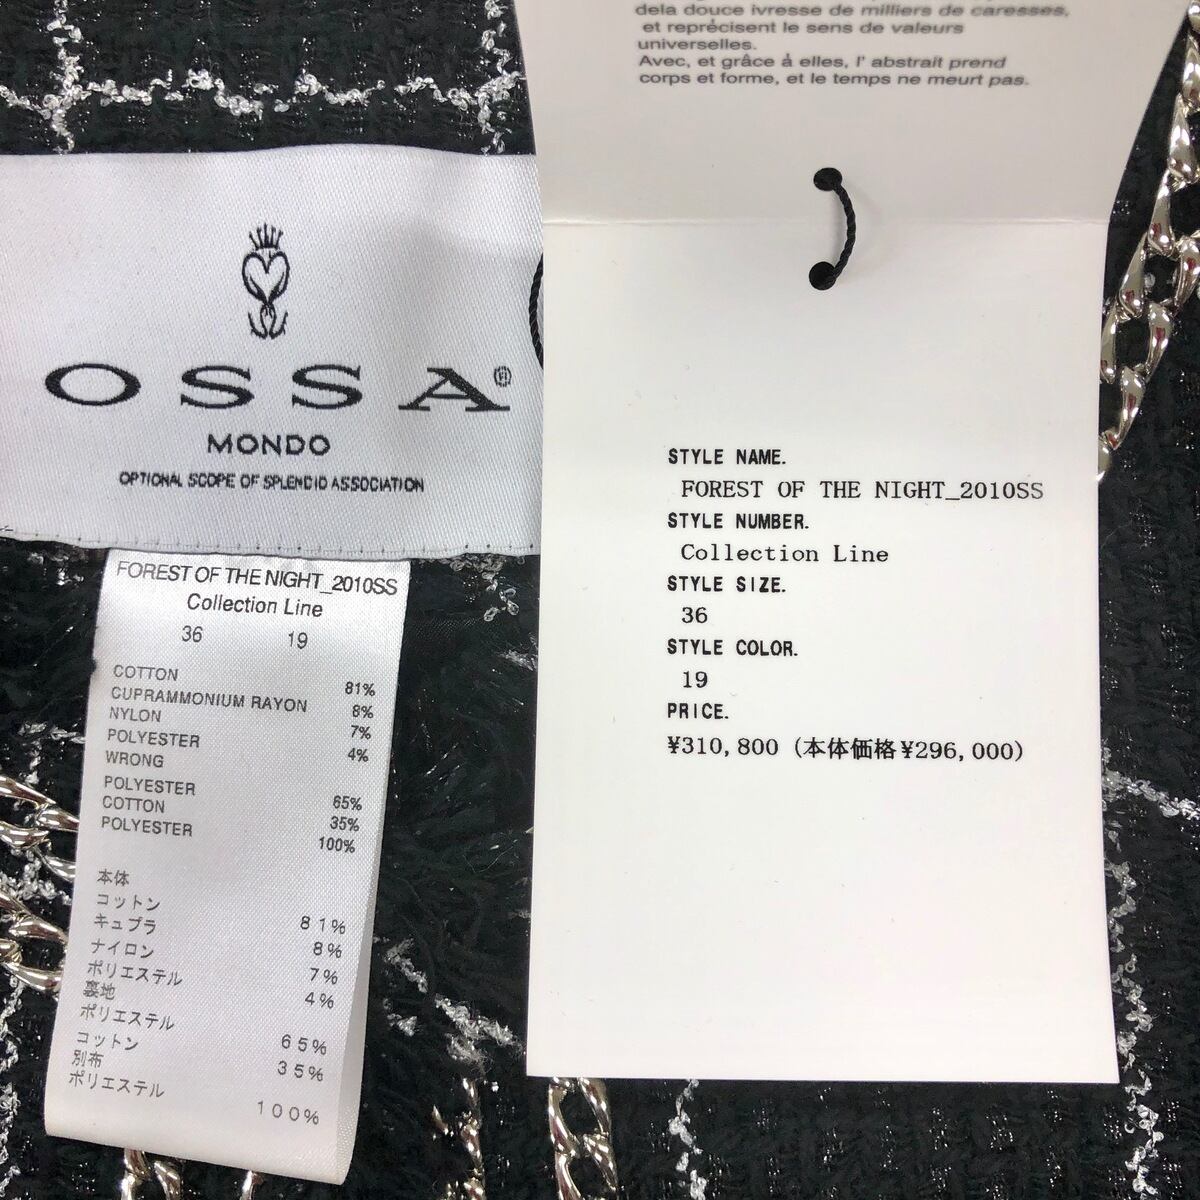 dela douce ivresse de milliers de caresses,
et reprécisent le sens de valeurs
universelles.
Avec, et grâce à elles, l' abstrait prend
corps et forme, et le temps ne meurt pas.
OSSA®
MONDO
OPTIONAL SCOPE OF SPLENDID ASSOCIATION
FOREST OF THE NIGHT_2010SS
Collection Line
36 19
COTTON 81%
CUPRAMMONIUM RAYON 8%
NYLON 7%
POLYESTER 4%
WRONG
POLYESTER 65%
COTTON 35%
POLYESTER 100%
本体
コットン 81%
キュプラ 8%
ナイロン 7%
ポリエステル 4%
裏地
ポリエステル 65%
コットン 35%
別布
ポリエステル 100%
STYLE NAME.
FOREST OF THE NIGHT_2010SS
STYLE NUMBER.
Collection Line
STYLE SIZE.
36
STYLE COLOR.
19
PRICE.
¥310,800 (本体価格¥296,000)